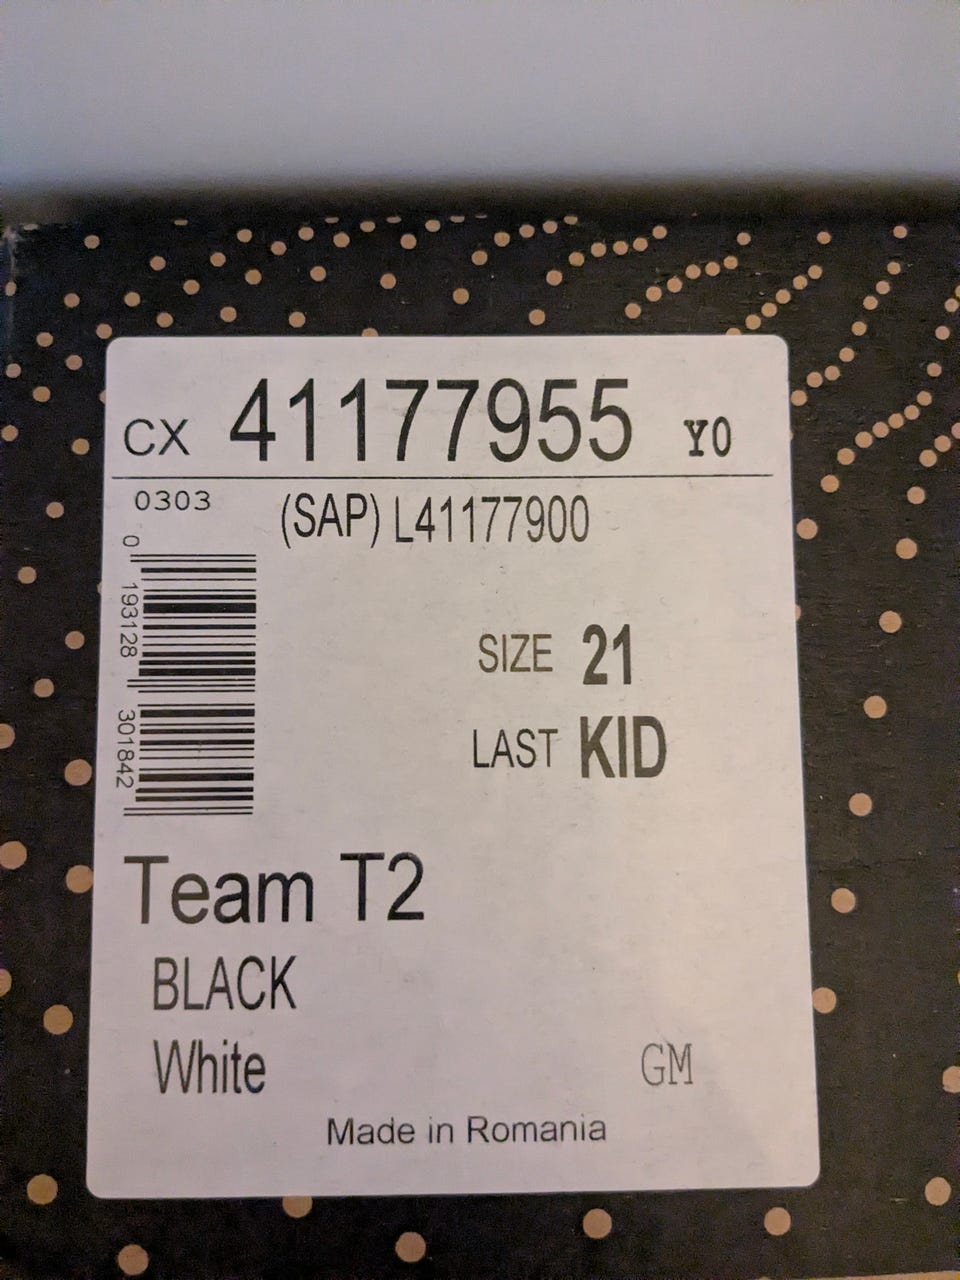 CX 41177955 Y0
0303
(SAP) L41177900
0 193128 301842
SIZE 21
LAST KID
Team T2
BLACK
White
GM
Made in Romania